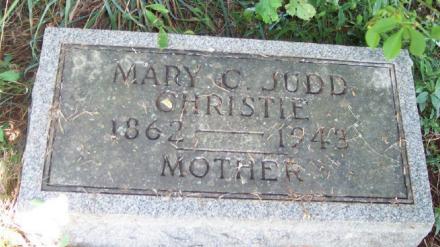 MARY C. JUDD
CHRISTIE
1862 — 1943
MOTHER